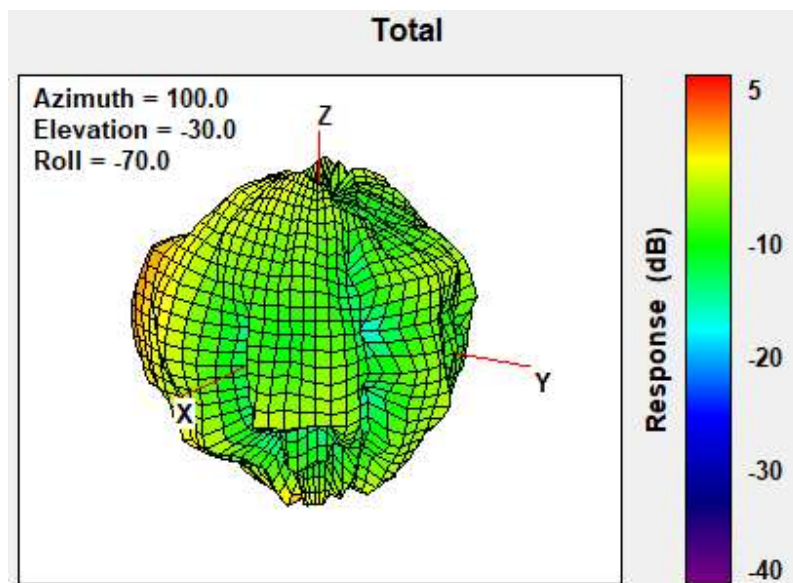 Total
Azimuth = 100.0
Elevation = -30.0
Roll = -70.0
Z
X
Y
Response (dB)
5
-10
-20
-30
-40